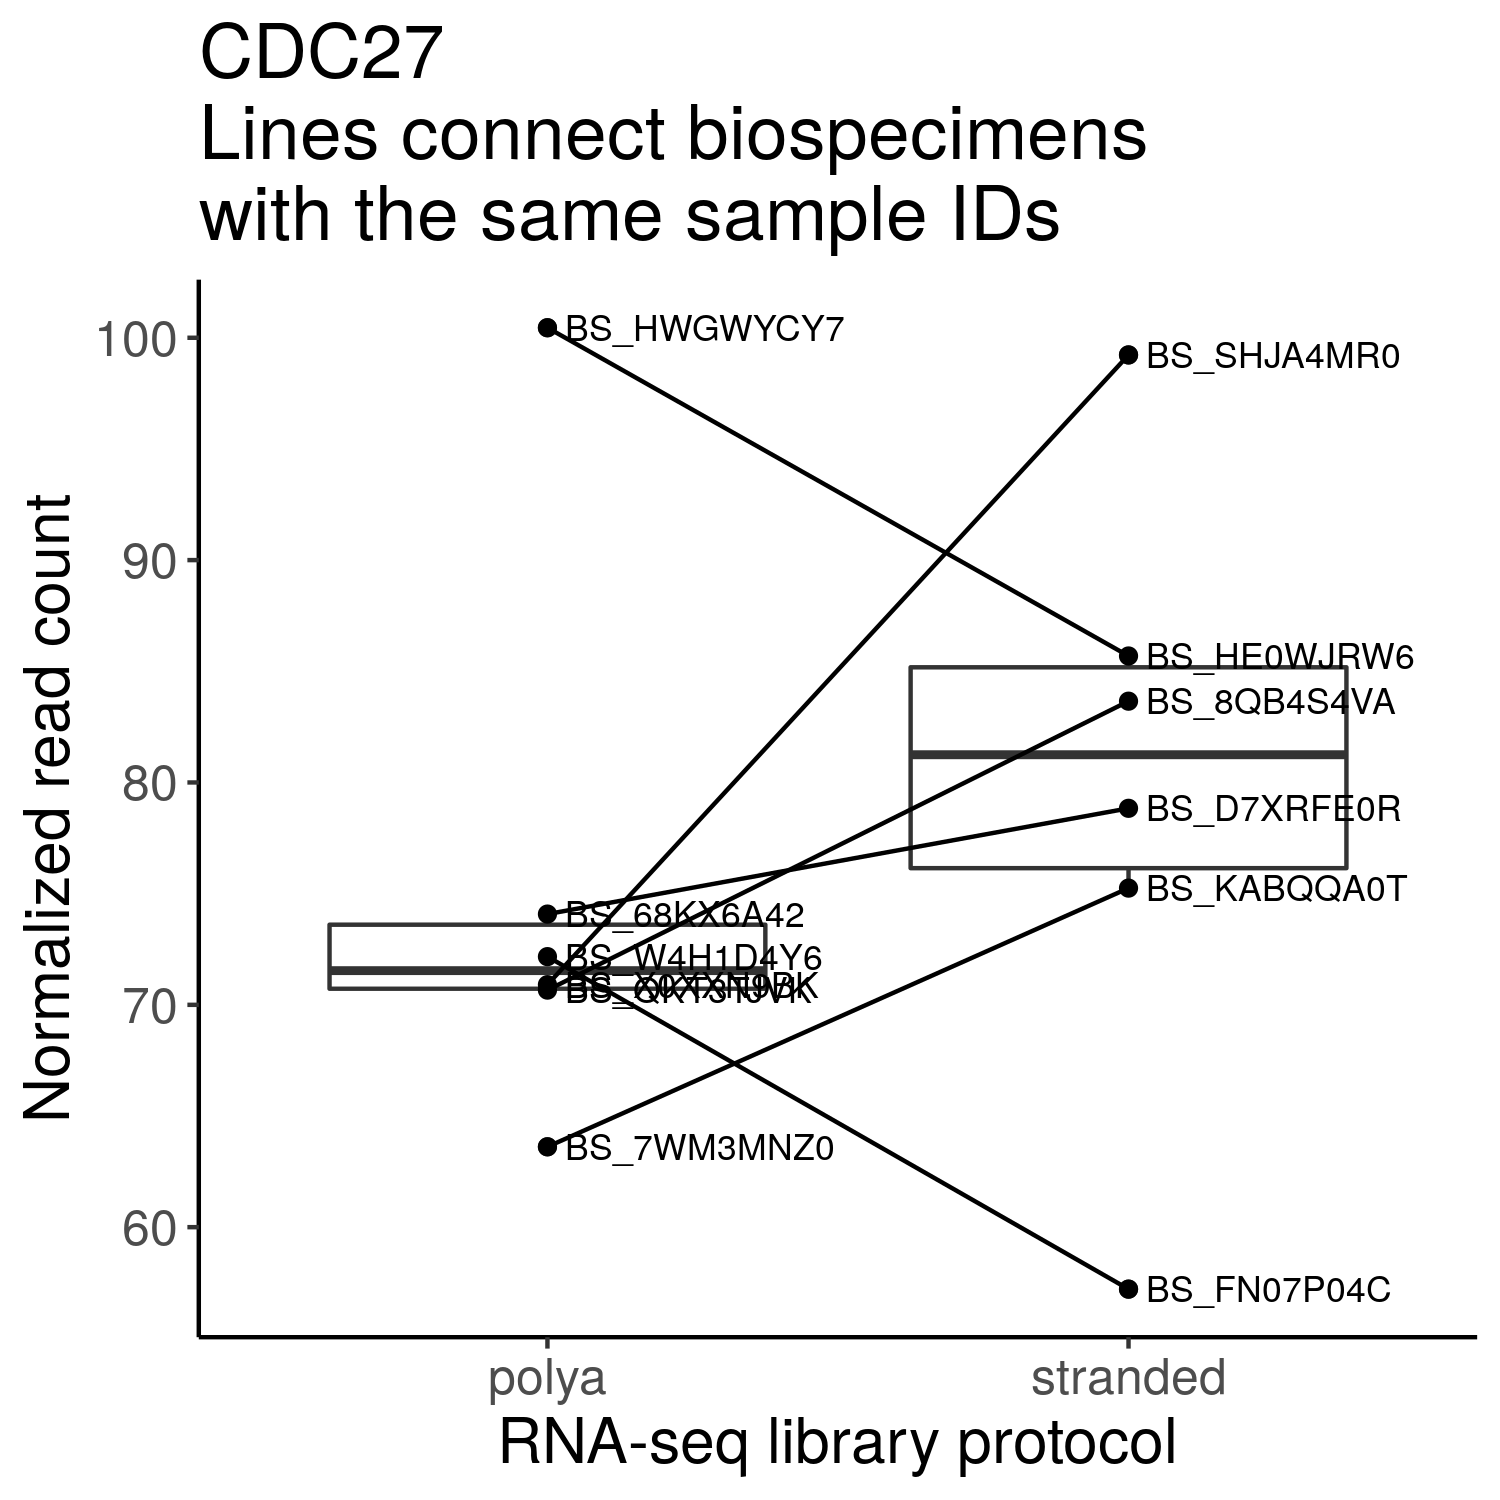 CDC27
Lines connect biospecimens
with the same sample IDs
Normalized read count
100
90
80
70
60
BS_HWGWYCY7
BS_SHJA4MR0
BS_HE0WJRW6
BS_8QB4S4VA
BS_D7XRFE0R
BS_KABQQA0T
BS_68KX6A42
BS_W4H1D4Y6
BS_7WM3MNZ0
BS_FN07P04C
polya
stranded
RNA-seq library protocol